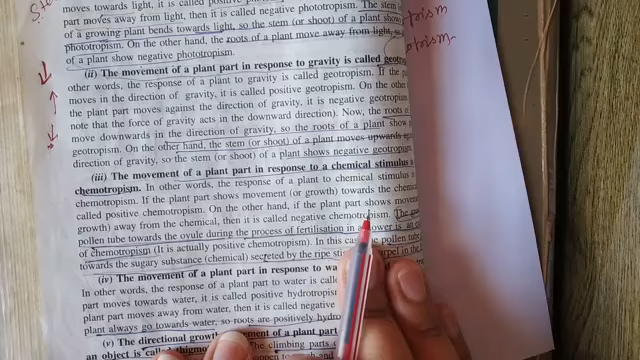 moves towards light, it is called positive
part moves away from light, then it is called negative phototropism. The stem
of a growing plant bends towards light, so the stem (or shoot) of a plant shows
phototropism. On the other hand, the roots of a plant move away from light, so
of a plant show negative phototropism.
(ii) The movement of a plant part in response to gravity is called
other words, the response of a plant to gravity is called geotropism. If the
moves in the direction of gravity, it is called positive geotropism. On the other
the plant part moves against the direction of gravity, it is negative geotropism
note that the force of gravity acts in the downward direction). Now, the roots of
move downwards in the direction of gravity, so the roots of a plant show
geotropism. On the other hand, the stem (or shoot) of a plant moves upwards
direction of gravity, so the stem (or shoot) of a plant shows negative geotropism.
(iii) The movement of a plant part in response to a chemical stimulus
chemotropism. In other words, the response of a plant to chemical stimulus
chemotropism. If the plant part shows movement (or growth) towards the
called positive chemotropism. On the other hand, if the plant part shows
growth) away from the chemical, then it is called negative chemotropism. The
pollen tube towards the ovule during the process of fertilisation in a flower is an
of chemotropism (It is actually positive chemotropism). In this case, the pollen tube
towards the sugary substance (chemical) secreted by the ripe carpel in the
(iv) The movement of a plant part in response to
In other words, the response of a plant part to water is called
part moves towards water, it is called positive hydrotropism
plant part moves away from water, then it is called negative
plant always go towards water, so roots are positively
(v) The directional growth movement of a plant part
an object is called The climbing parts